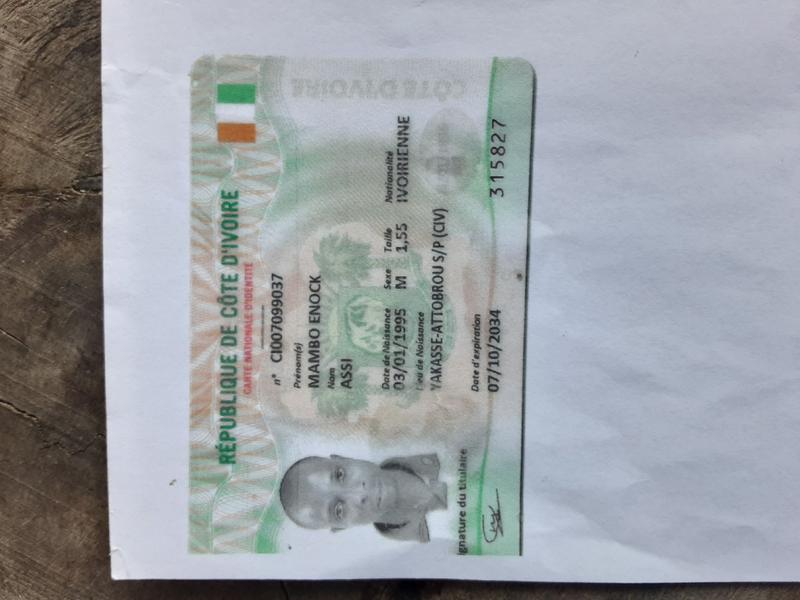 CÔTE D'IVOIRE
RÉPUBLIQUE DE CÔTE D'IVOIRE
CARTE NATIONALE D'IDENTITÉ
n° CI007099037
Prénom(s)
MAMBO ENOCK
Nom
ASSI
Date de Naissance Sexe Taille Nationalité
03/01/1995 M 1,55 IVOIRIENNE
Lieu de Naissance
YAKASSE-ATTOBROU S/P (CIV)
Date d'expiration
07/10/2034
315827
ignature du titulaire